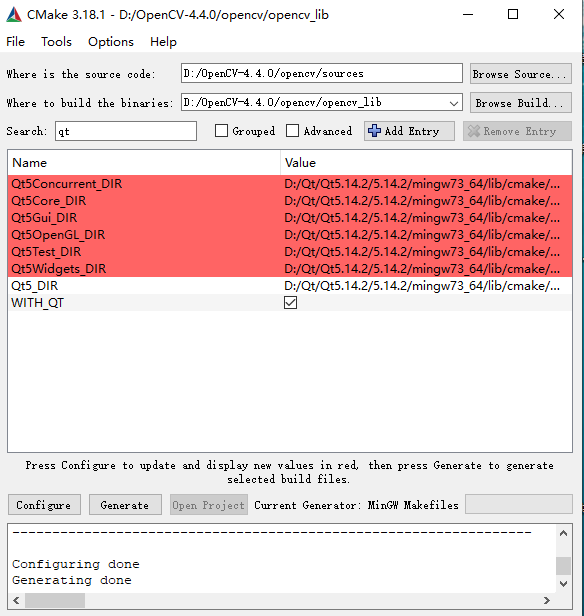 CMake 3.18.1 - D:/OpenCV-4.4.0/opencv/opencv_lib
File Tools Options Help
Where is the source code: D:/OpenCV-4.4.0/opencv/sources Browse Source...
Where to build the binaries: D:/OpenCV-4.4.0/opencv/opencv_lib Browse Build...
Search: qt Grouped Advanced Add Entry Remove Entry
Name Value
Qt5Concurrent_DIR D:/Qt/Qt5.14.2/5.14.2/mingw73_64/lib/cmake/...
Qt5Core_DIR D:/Qt/Qt5.14.2/5.14.2/mingw73_64/lib/cmake/...
Qt5Gui_DIR D:/Qt/Qt5.14.2/5.14.2/mingw73_64/lib/cmake/...
Qt5OpenGL_DIR D:/Qt/Qt5.14.2/5.14.2/mingw73_64/lib/cmake/...
Qt5Test_DIR D:/Qt/Qt5.14.2/5.14.2/mingw73_64/lib/cmake/...
Qt5Widgets_DIR D:/Qt/Qt5.14.2/5.14.2/mingw73_64/lib/cmake/...
Qt5_DIR D:/Qt/Qt5.14.2/5.14.2/mingw73_64/lib/cmake/...
WITH_QT
Press Configure to update and display new values in red, then press Generate to generate
selected build files.
Configure Generate Open Project Current Generator: MinGW Makefiles
Configuring done
Generating done